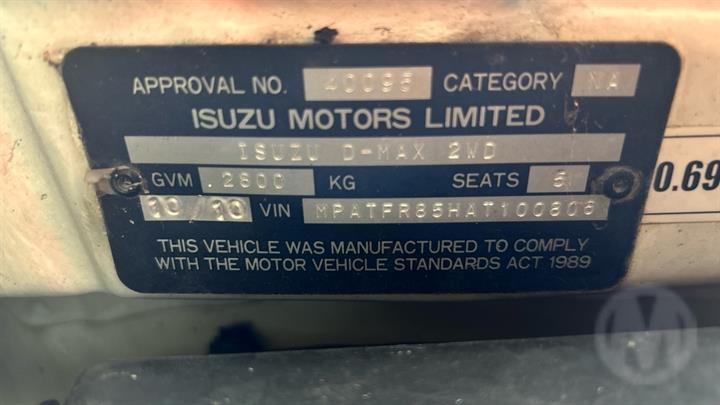 APPROVAL NO. 40095 CATEGORY NA
ISUZU MOTORS LIMITED
ISUZU D-MAX 2WD
GVM .2800 KG SEATS 5
10/10 VIN MPATFR85HAT100806
THIS VEHICLE WAS MANUFACTURED TO COMPLY
WITH THE MOTOR VEHICLE STANDARDS ACT 1989
0.69
M